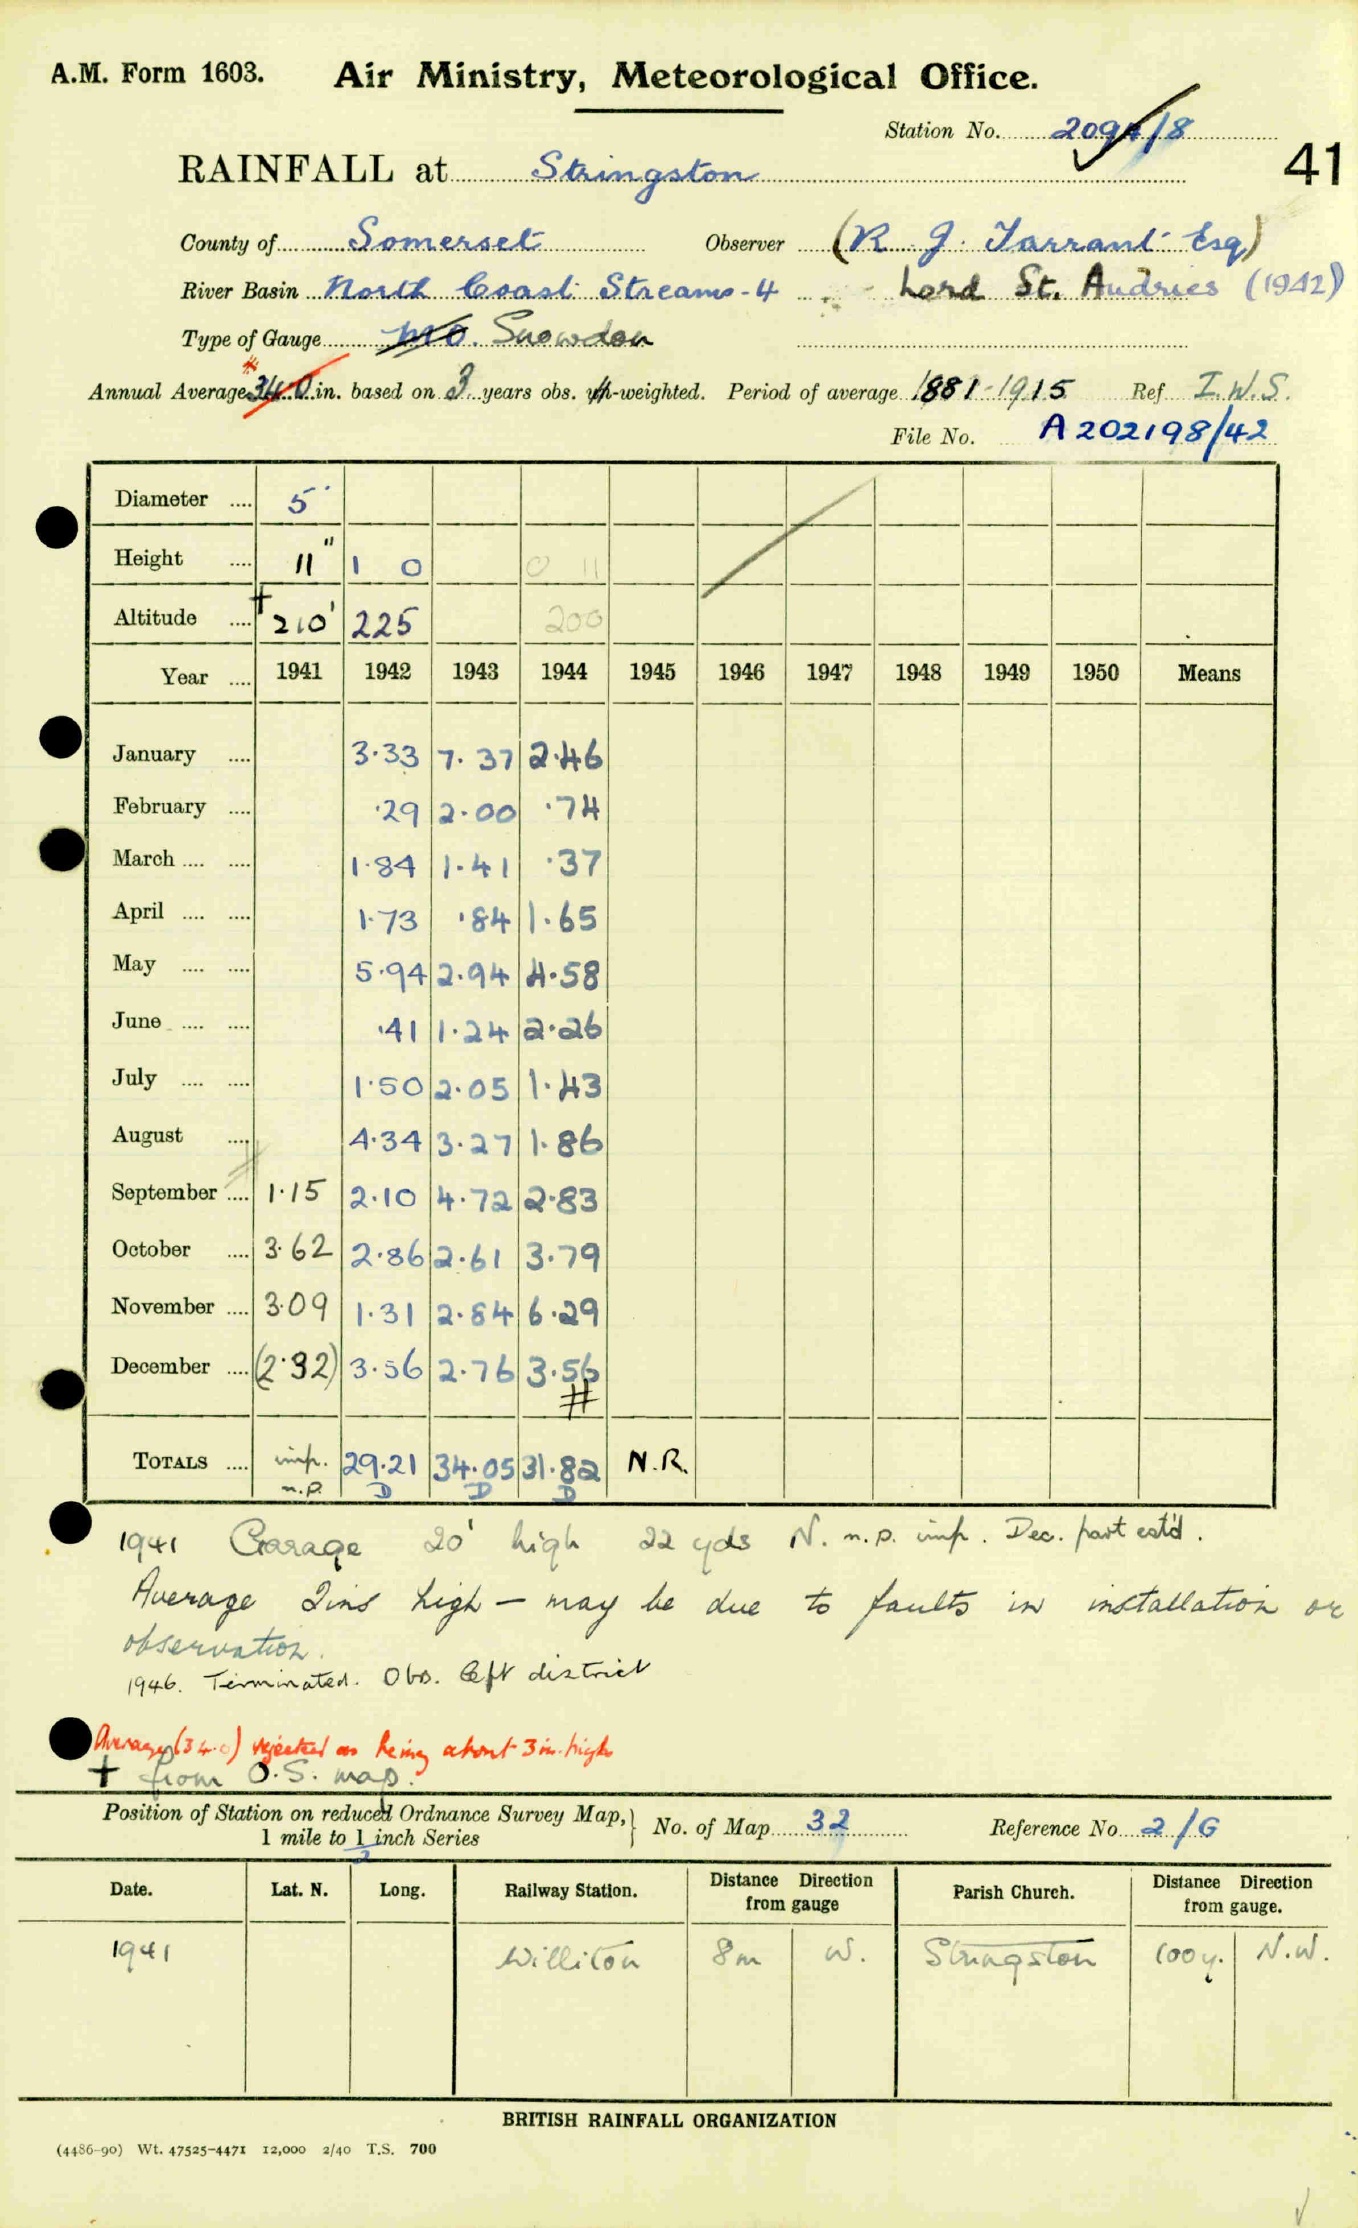 A.M. Form 1603. Air Ministry, Meteorological Office.
Station No. 2094/8
41
RAINFALL at Stringston
County of Somerset Observer (R. J. Farrant Esq)
River Basin North Coast Streams-4 Lord St. Audries (1942)
Type of Gauge MO. Snowdon
Annual Average 34.0 in. based on 3 years obs. un-weighted. Period of average 1881-1915 Ref I.W.S.
File No. A202198/42
Diameter .... 5
Height .... 11" 1 0 0 11
Altitude .... † 210' 225 200
Year .... 1941 1942 1943 1944 1945 1946 1947 1948 1949 1950 Means
January .... 3.33 7.37 2.46
February .... .29 2.00 .74
March .... .... 1.84 1.41 .37
April .... .... 1.73 .84 1.65
May .... .... 5.94 2.94 4.58
June .... .... .41 1.24 2.26
July .... .... 1.50 2.05 1.43
August .... 4.34 3.27 1.86
September .... 1.15 2.10 4.72 2.83
October .... 3.62 2.86 2.61 3.79
November .... 3.09 1.31 2.84 6.29
December .... (2.32) 3.56 2.76 3.56
#
TOTALS .... imp. 29.21 34.05 31.82 N.R.
n.p. D D D
1941 Garage 20' high 22 yds N. n.p. imp. Dec. part est'd.
Average 2ins high — may be due to faults in installation or
observation.
1946. Terminated. Obs. left district
Average (34.0) rejected as being about 3 in. high
† from O.S. map.
Position of Station on reduced Ordnance Survey Map, } No. of Map 32 Reference No. 2/G
1 mile to 1/2 inch Series
Date. Lat. N. Long. Railway Station. Distance Direction from gauge Parish Church. Distance Direction from gauge.
1941 Williton 8m W. Stringston 100y. N.W.
BRITISH RAINFALL ORGANIZATION
(4486-90) Wt. 47525-4471 12,000 2/40 T.S. 700